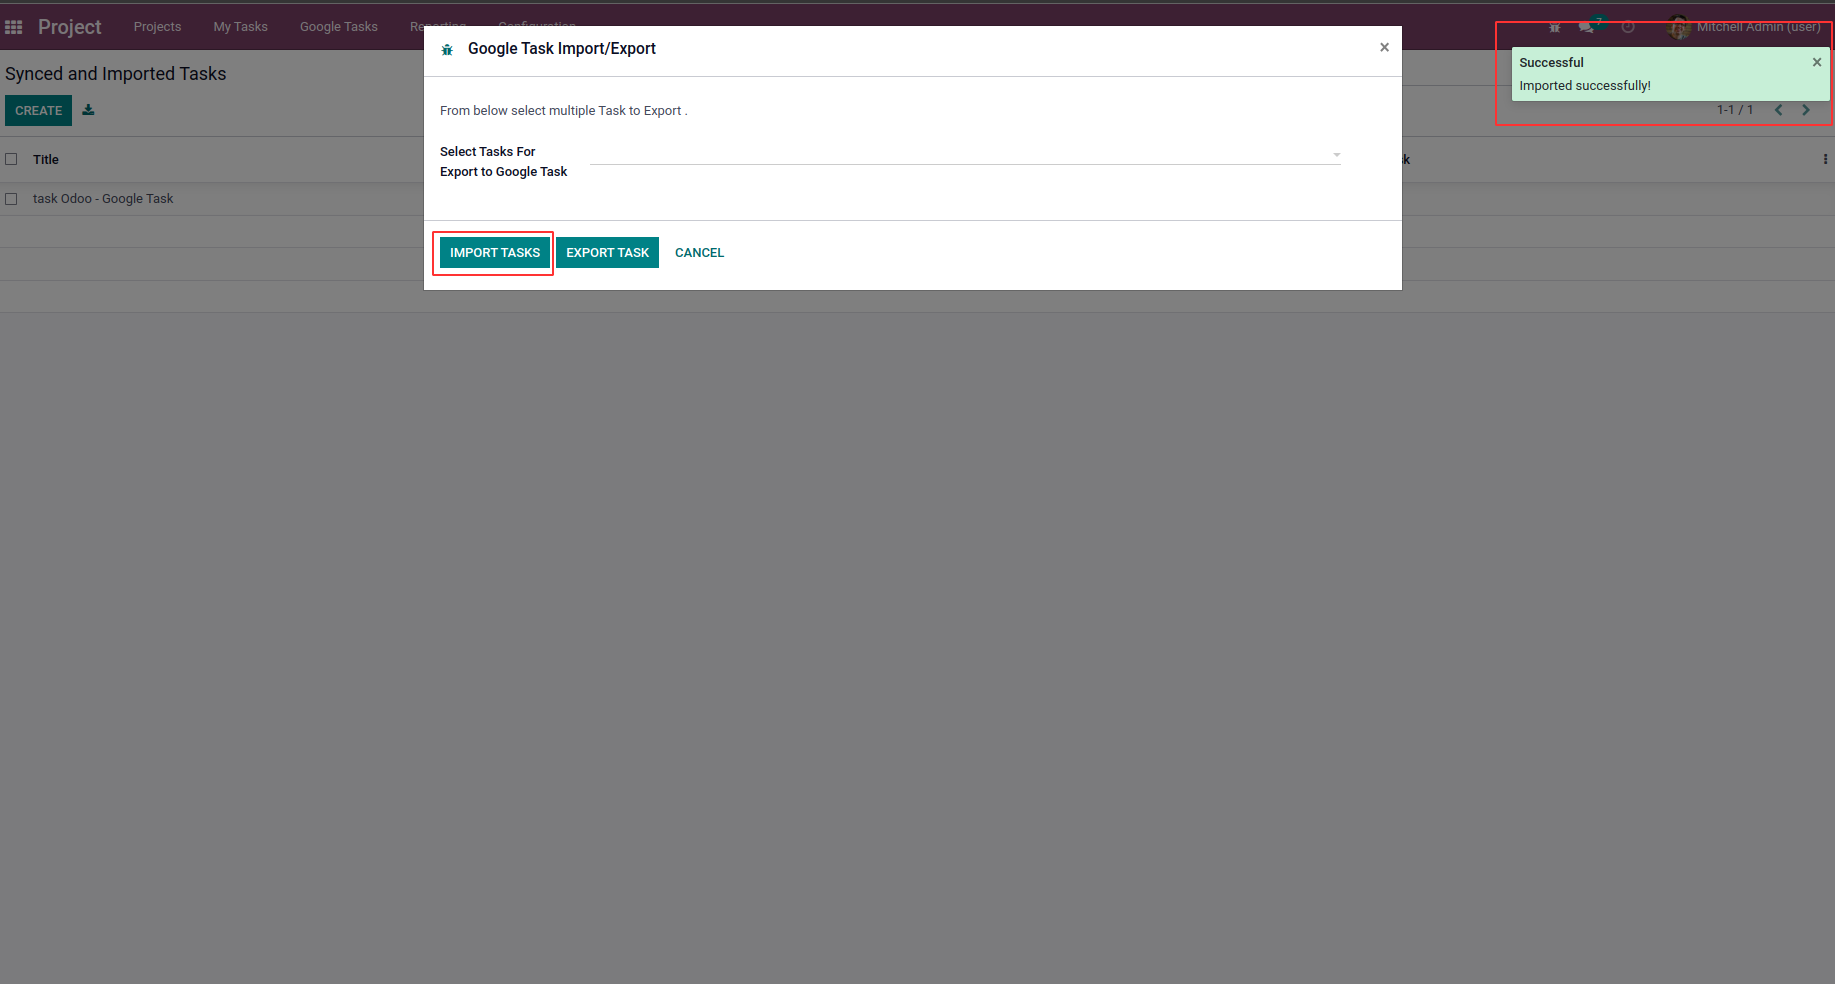 Project Projects My Tasks Google Tasks Reporting Configuration 7 Mitchell Admin (user)
Google Task Import/Export ×
Successful ×
Imported successfully!
Synced and Imported Tasks
CREATE
1-1 / 1
From below select multiple Task to Export .
Select Tasks For
Export to Google Task
Title
task Odoo - Google Task
IMPORT TASKS EXPORT TASK CANCEL